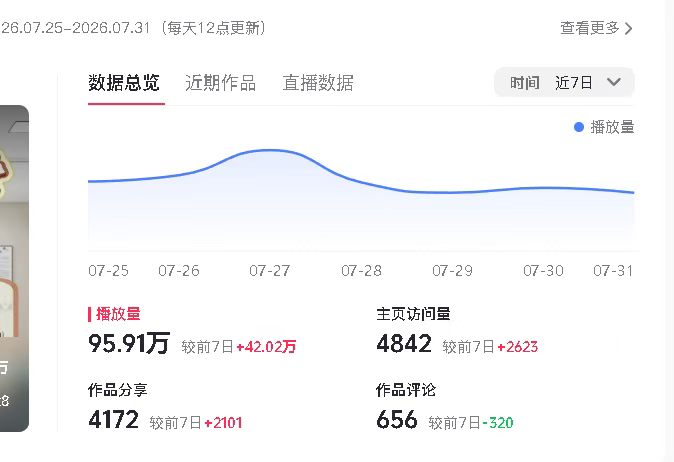 26.07.25-2026.07.31（每天12点更新）
查看更多
数据总览 近期作品 直播数据 时间 近7日
播放量
07-25 07-26 07-27 07-28 07-29 07-30 07-31
播放量 主页访问量
95.91万 较前7日+42.02万 4842 较前7日+2623
作品分享 作品评论
4172 较前7日+2101 656 较前7日-320
万
8